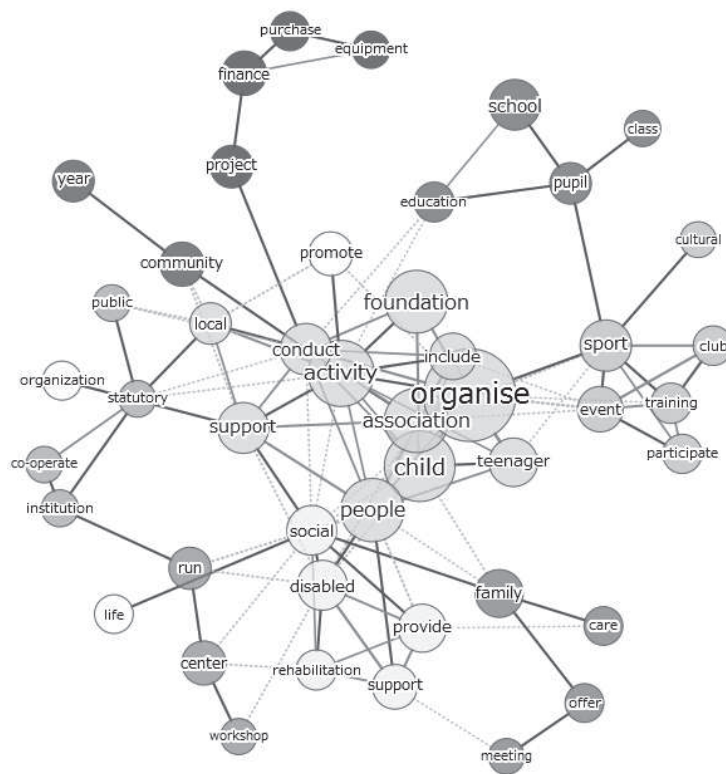 purchase
equipment
finance
school
class
project
year
pupil
education
cultural
community
promote
public
foundation
local
sport
club
conduct
include
activity
organization
organise
statutory
event
training
support
association
participate
co-operate
child
teenager
institution
people
social
run
disabled
family
life
provide
care
center
rehabilitation
support
offer
workshop
meeting